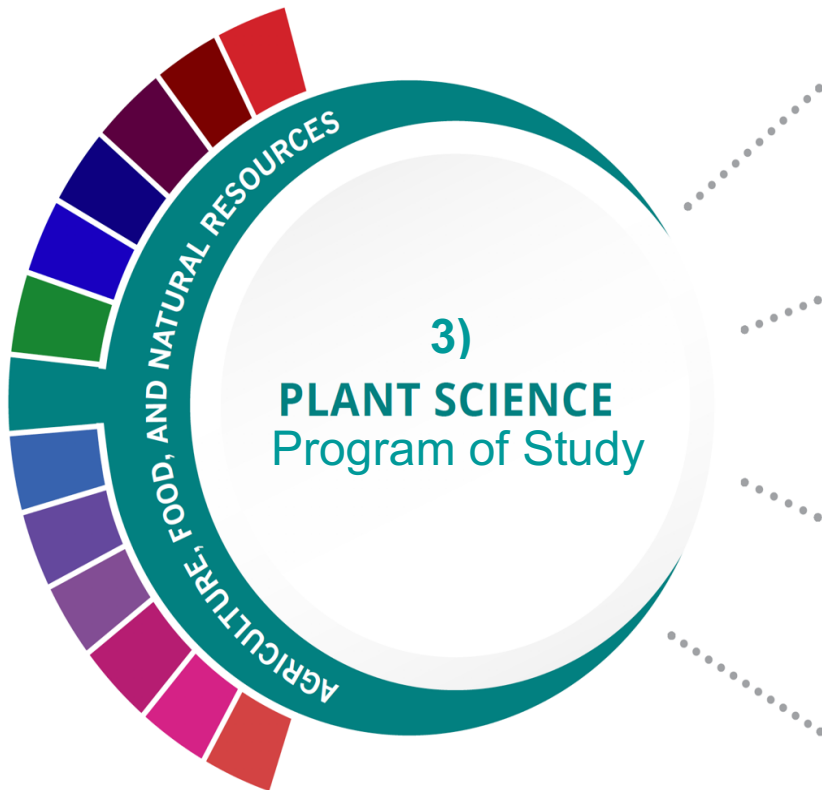 AGRICULTURE, FOOD, AND NATURAL RESOURCES
3)
PLANT SCIENCE
Program of Study